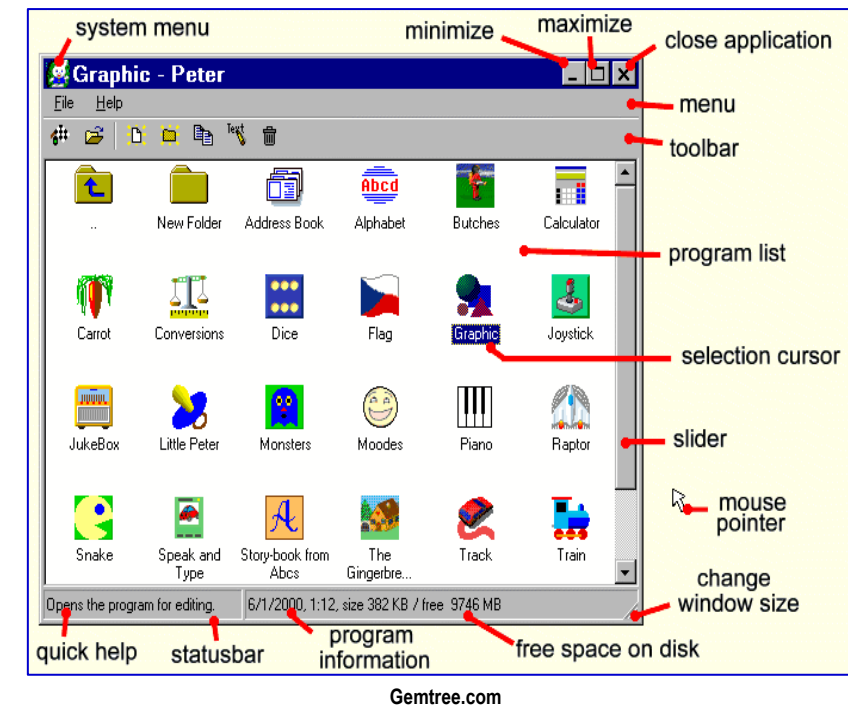 system menu
minimize
maximize
close application
Graphic - Peter
File Help
menu
Text
toolbar
Abcd
..
New Folder
Address Book
Alphabet
Butches
Calculator
program list
Carrot
Conversions
Dice
Flag
Graphic
Joystick
selection cursor
JukeBox
Little Peter
Monsters
Moodes
Piano
Raptor
slider
mouse
pointer
A
Snake
Speak and
Type
Story-book from
Abcs
The
Gingerbre...
Track
Train
change
window size
Opens the program for editing.
6/1/2000, 1:12, size 382 KB / free 9746 MB
quick help
statusbar
program
information
free space on disk
Gemtree.com